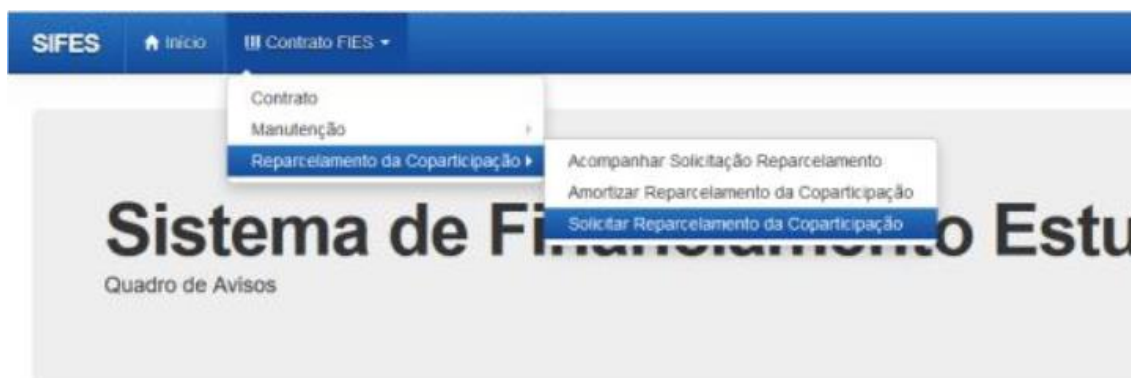 SIFES Início Contrato FIES
Contrato
Manutenção
Reparcelamento da Coparticipação
Acompanhar Solicitação Reparcelamento
Amortizar Reparcelamento da Coparticipação
Solicitar Reparcelamento da Coparticipação
Sistema de Financiamento Estu
Quadro de Avisos